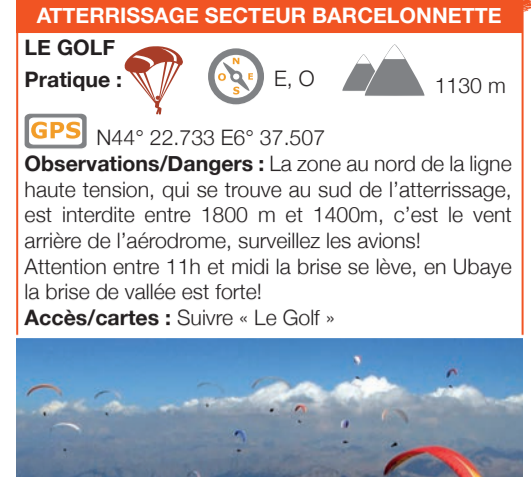 ATTERRISSAGE SECTEUR BARCELONNETTE
LE GOLF
Pratique :
N
O E
S
E, O
1130 m
GPS N44° 22.733 E6° 37.507
Observations/Dangers : La zone au nord de la ligne
haute tension, qui se trouve au sud de l'atterrissage,
est interdite entre 1800 m et 1400m, c'est le vent
arrière de l'aérodrome, surveillez les avions!
Attention entre 11h et midi la brise se lève, en Ubaye
la brise de vallée est forte!
Accès/cartes : Suivre « Le Golf »